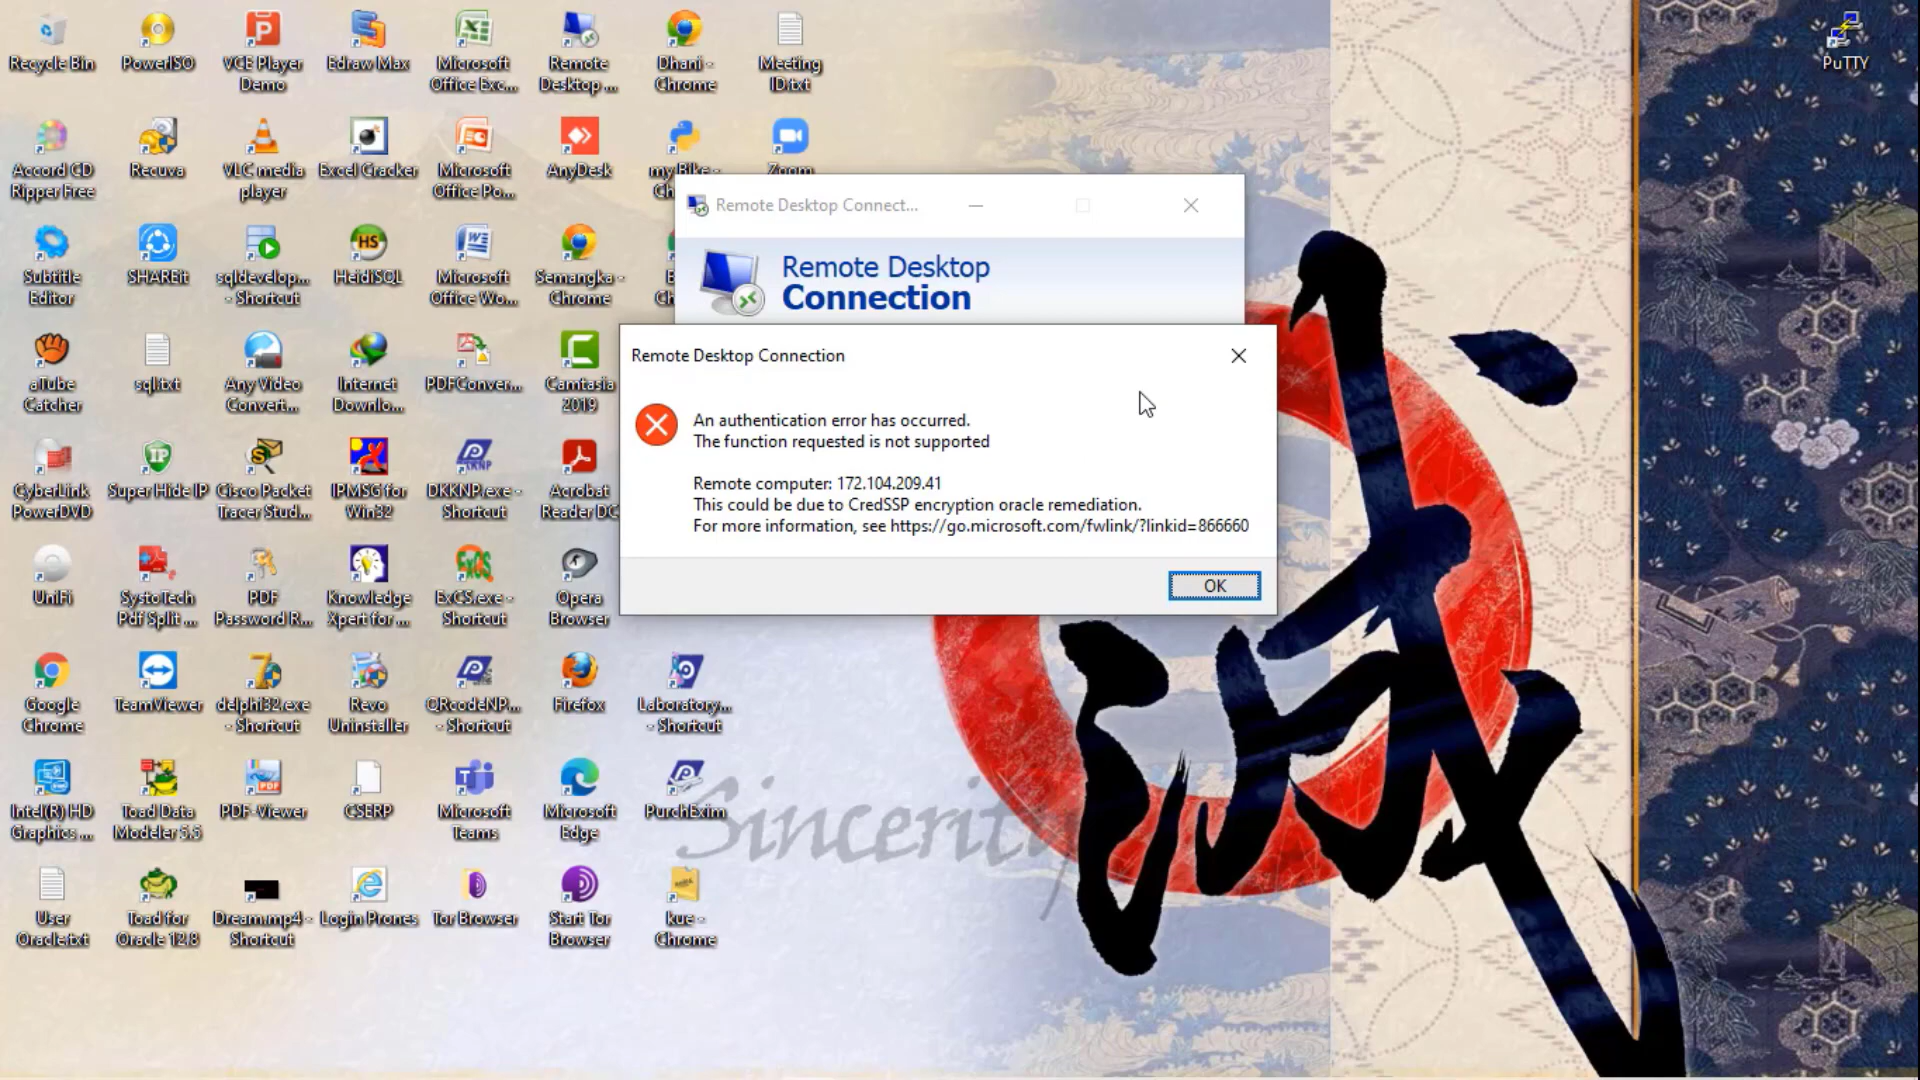 Recycle Bin
PowerISO
VCE Player
Demo
Edraw Max
Microsoft
Office Exc...
Remote
Desktop ...
Dhani -
Chrome
Meeting
ID.txt
PuTTY
Accord CD
Ripper Free
Recuva
VLC media
player
Excel Cracker
Microsoft
Office Po...
AnyDesk
my Bike -
Ch
Zoom
Subtitle
Editor
SHAREit
sqldevelop...
- Shortcut
HeidiSQL
Microsoft
Office Wo...
Semangka -
Chrome
Ch
Remote Desktop Connect...
Remote Desktop
Connection
aTube
Catcher
sql.txt
Any Video
Convert...
Internet
Downlo...
PDFConver...
Camtasia
2019
Remote Desktop Connection
An authentication error has occurred.
The function requested is not supported
Remote computer: 172.104.209.41
This could be due to CredSSP encryption oracle remediation.
For more information, see https://go.microsoft.com/fwlink/?linkid=866660
OK
CyberLink
PowerDVD
Super Hide IP
Cisco Packet
Tracer Stud...
IPMSG for
Win32
DKKNP.exe -
Shortcut
Acrobat
Reader DC
UniFi
SystoTech
Pdf Split ...
PDF
Password R...
Knowledge
Xpert for ...
ExCS.exe -
Shortcut
Opera
Browser
Google
Chrome
TeamViewer
delphi32.exe
- Shortcut
Revo
Uninstaller
QRcodeNP...
- Shortcut
Firefox
Laboratory...
- Shortcut
Intel(R) HD
Graphics ...
Toad Data
Modeler 5.5
PDF-Viewer
CSERP
Microsoft
Teams
Microsoft
Edge
PurchExim
User
Oracle.txt
Toad for
Oracle 12.8
Dream.mp4 -
Shortcut
Login Prones
Tor Browser
Start Tor
Browser
kue -
Chrome
Sincerity
誠